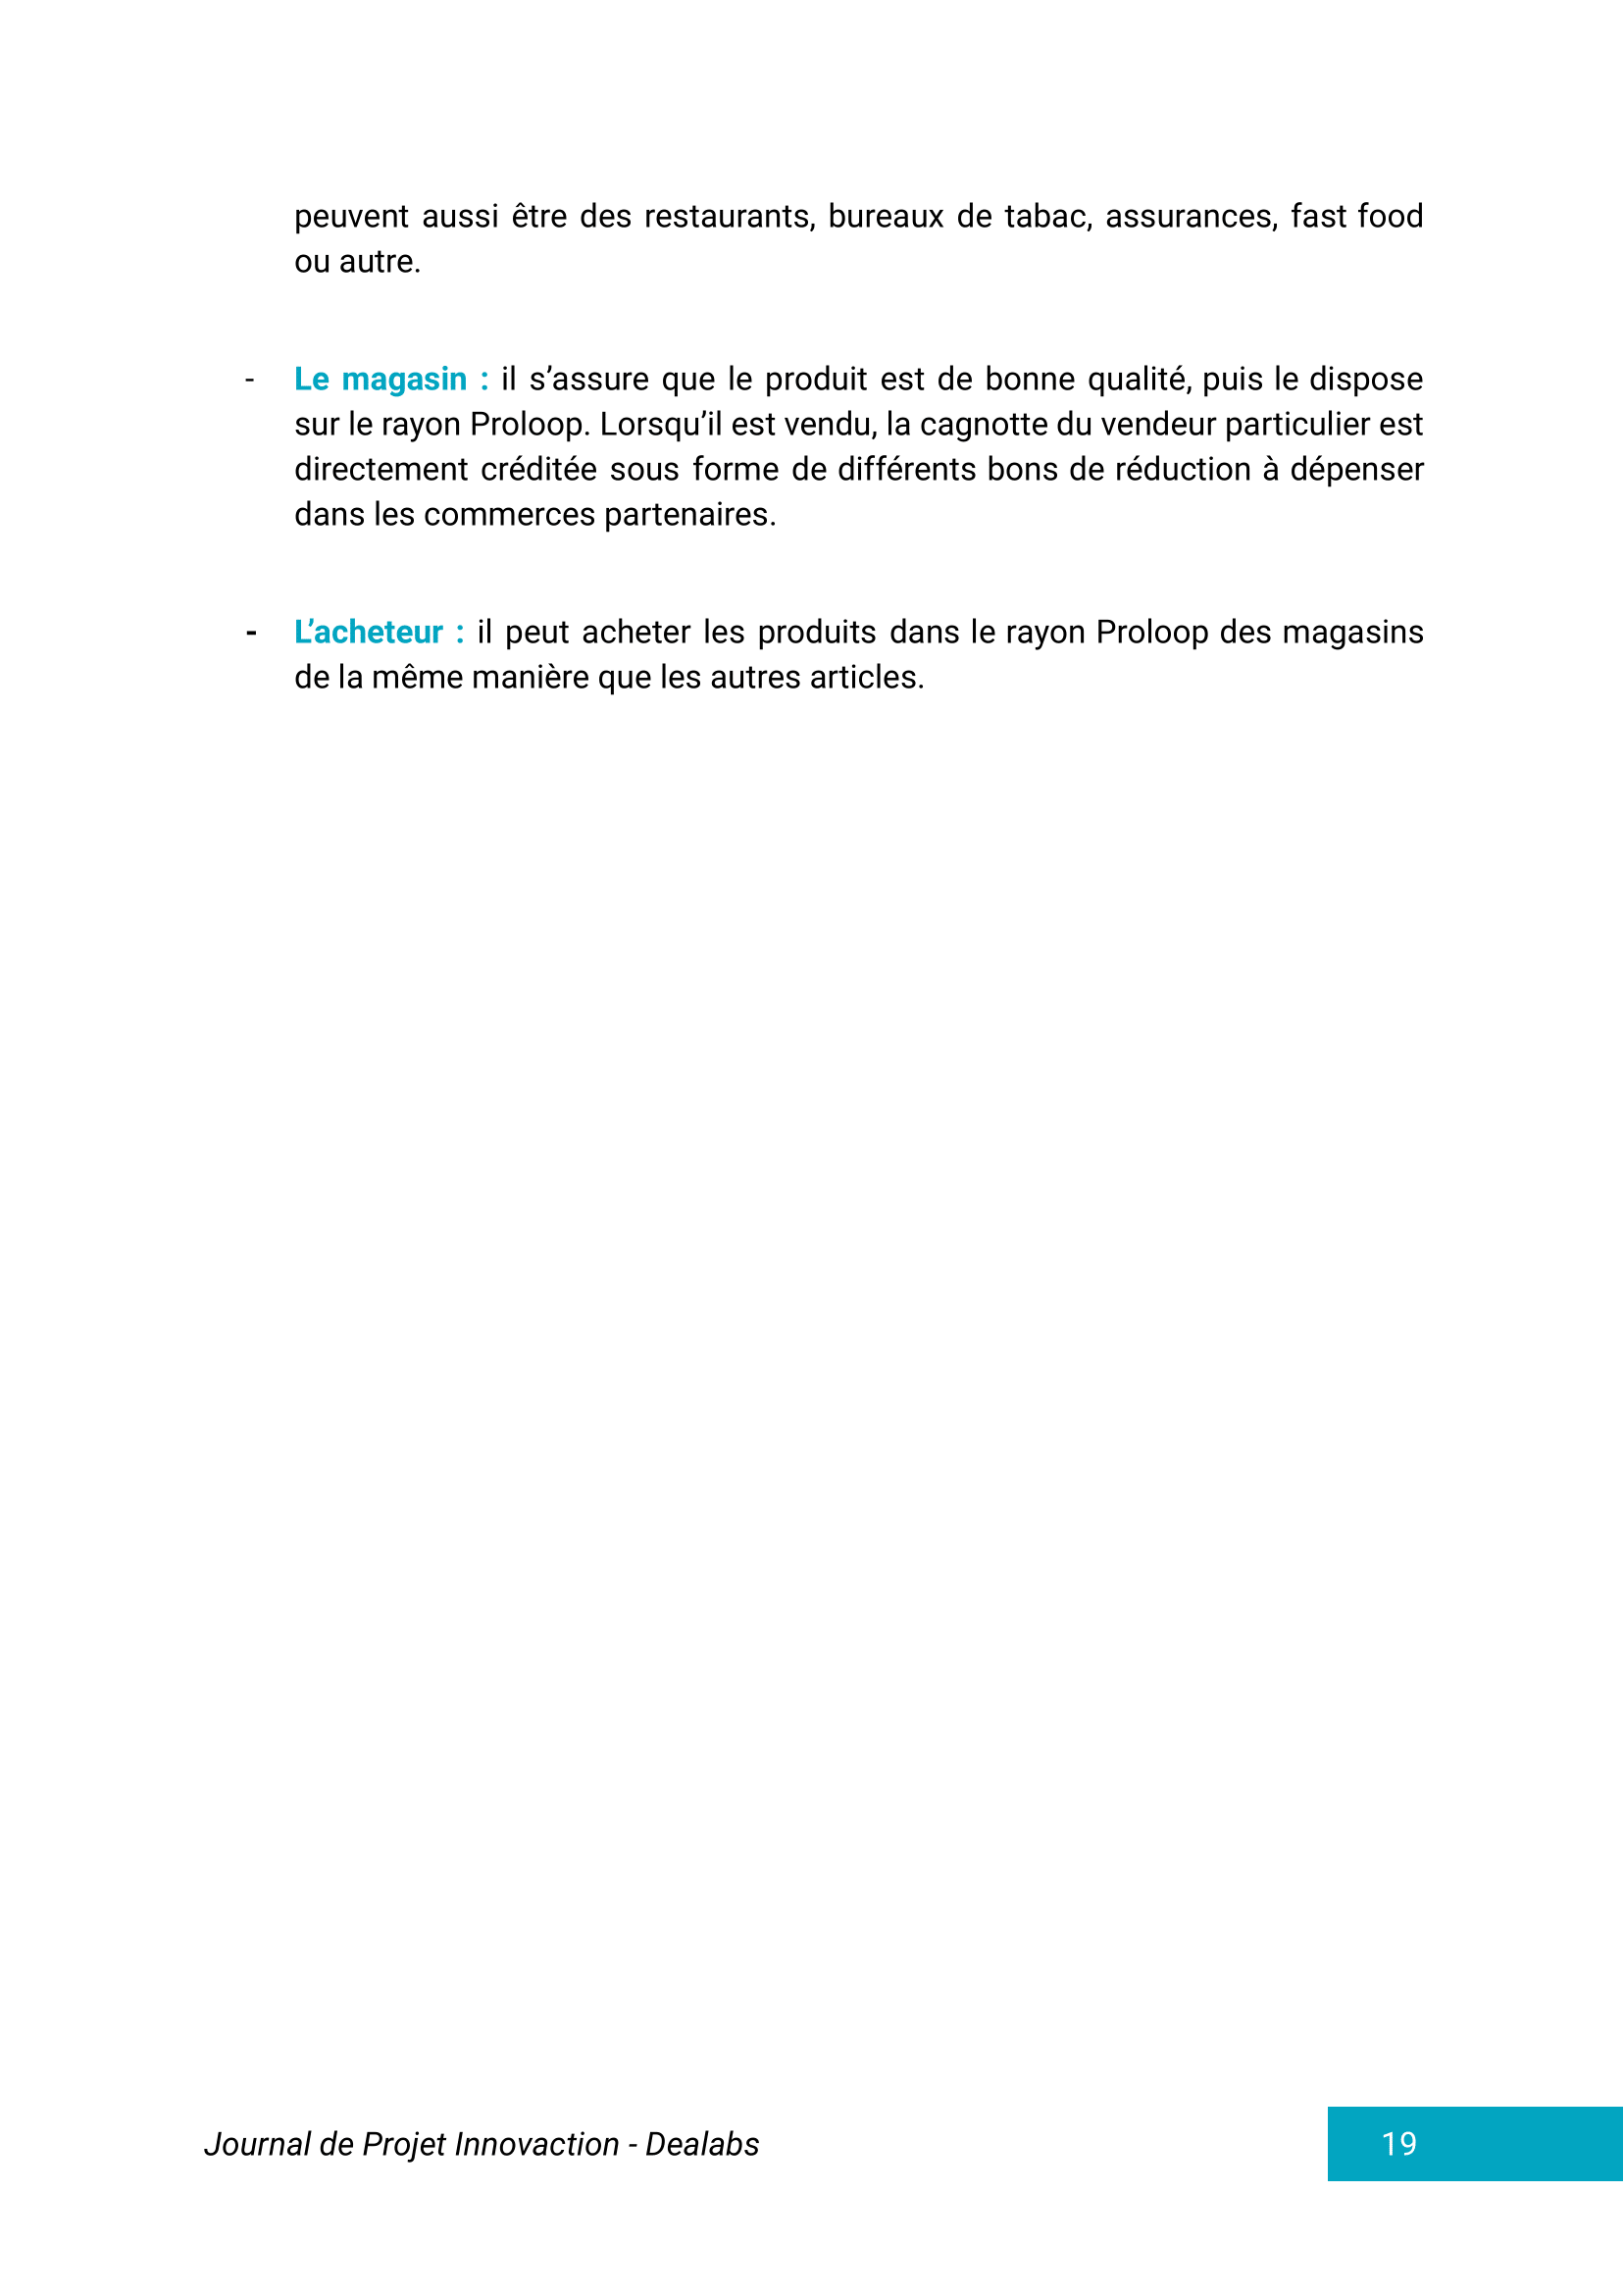 peuvent aussi être des restaurants, bureaux de tabac, assurances, fast food
ou autre.
- Le magasin : il s’assure que le produit est de bonne qualité, puis le dispose
sur le rayon Proloop. Lorsqu’il est vendu, la cagnotte du vendeur particulier est
directement créditée sous forme de différents bons de réduction à dépenser
dans les commerces partenaires.
- L’acheteur : il peut acheter les produits dans le rayon Proloop des magasins
de la même manière que les autres articles.
Journal de Projet Innovaction - Dealabs
19